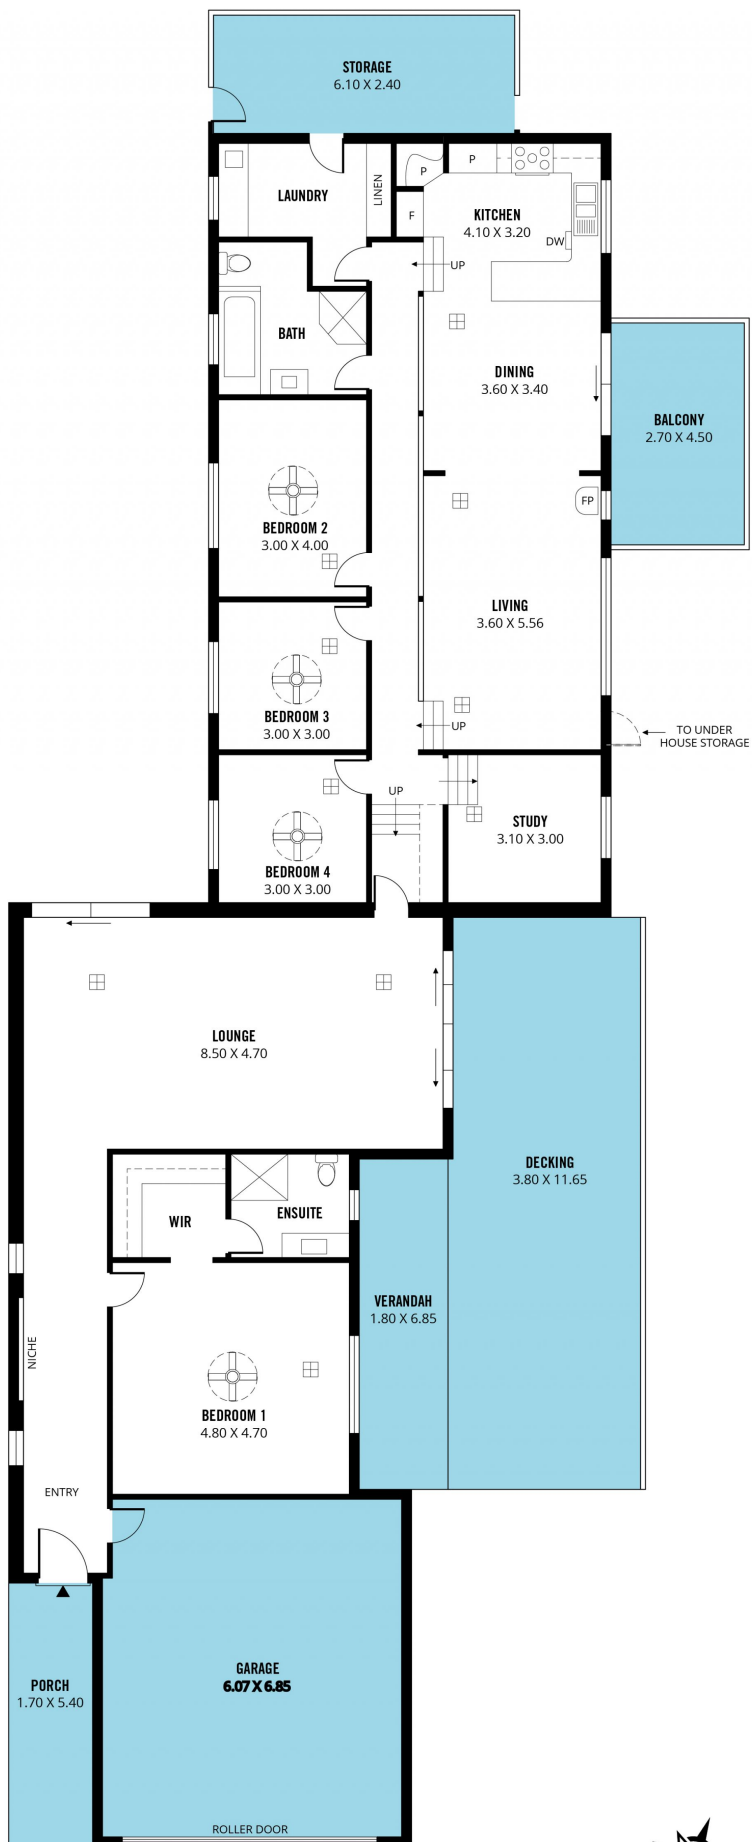 STORAGE
6.10 X 2.40
LAUNDRY
LINEN
P
P
F
KITCHEN
4.10 X 3.20
DW
UP
BATH
DINING
3.60 X 3.40
BALCONY
2.70 X 4.50
FP
BEDROOM 2
3.00 X 4.00
LIVING
3.60 X 5.56
BEDROOM 3
3.00 X 3.00
UP
TO UNDER
HOUSE STORAGE
UP
STUDY
3.10 X 3.00
BEDROOM 4
3.00 X 3.00
LOUNGE
8.50 X 4.70
DECKING
3.80 X 11.65
WIR
ENSUITE
VERANDAH
1.80 X 6.85
NICHE
BEDROOM 1
4.80 X 4.70
ENTRY
GARAGE
6.07 X 6.85
PORCH
1.70 X 5.40
ROLLER DOOR